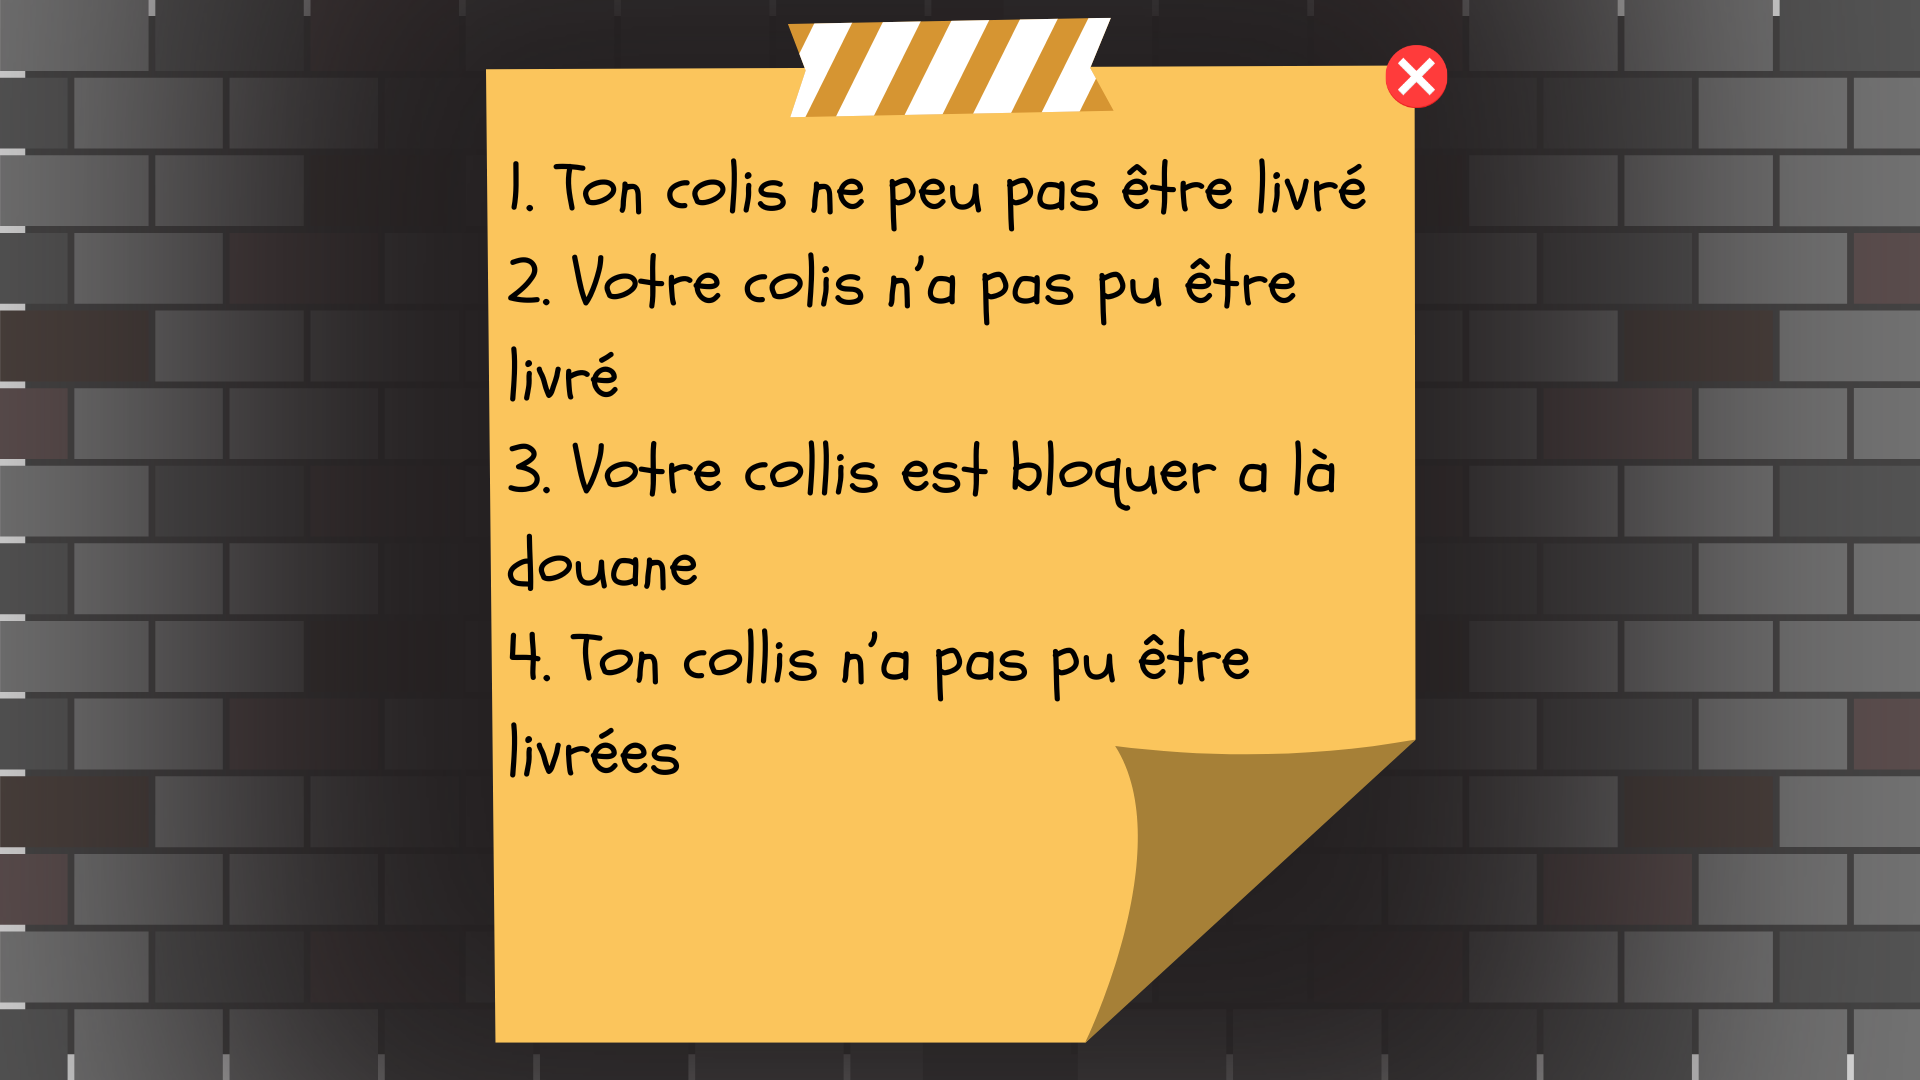 1. Ton colis ne peu pas être livré
2. Votre colis n'a pas pu être
livré
3. Votre collis est bloquer a là
douane
4. Ton collis n'a pas pu être
livrées